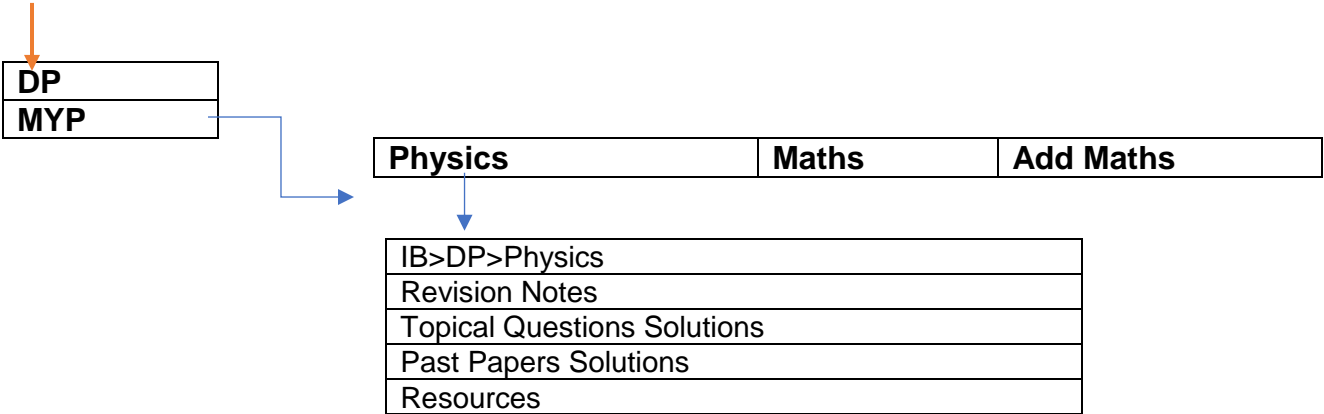 DP
MYP
Physics Maths Add Maths
IB>DP>Physics
Revision Notes
Topical Questions Solutions
Past Papers Solutions
Resources